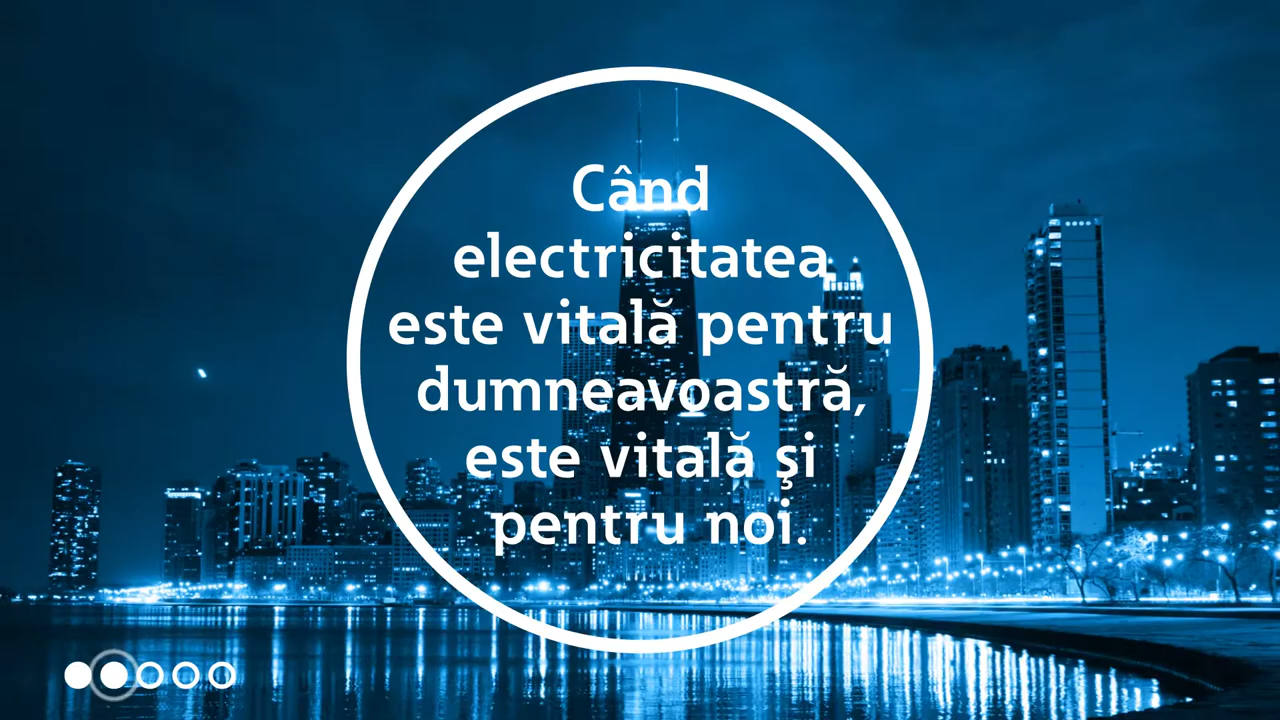 Când
electricitatea
este vitală pentru
dumneavoastră,
este vitală şi
pentru noi.